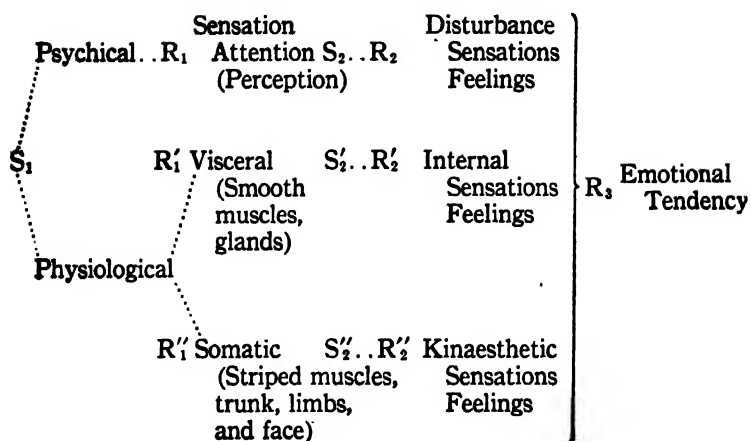 Sensation Disturbance
Psychical . . R₁ Attention S₂ . . R₂ Sensations
(Perception) Feelings
S₁ R′₁ Visceral S′₂ . . R′₂ Internal
(Smooth Sensations R₃ Emotional
muscles, Feelings Tendency
glands)
Physiological
R″₁ Somatic S″₂ . . R″₂ Kinaesthetic
(Striped muscles, Sensations
trunk, limbs, Feelings
and face)